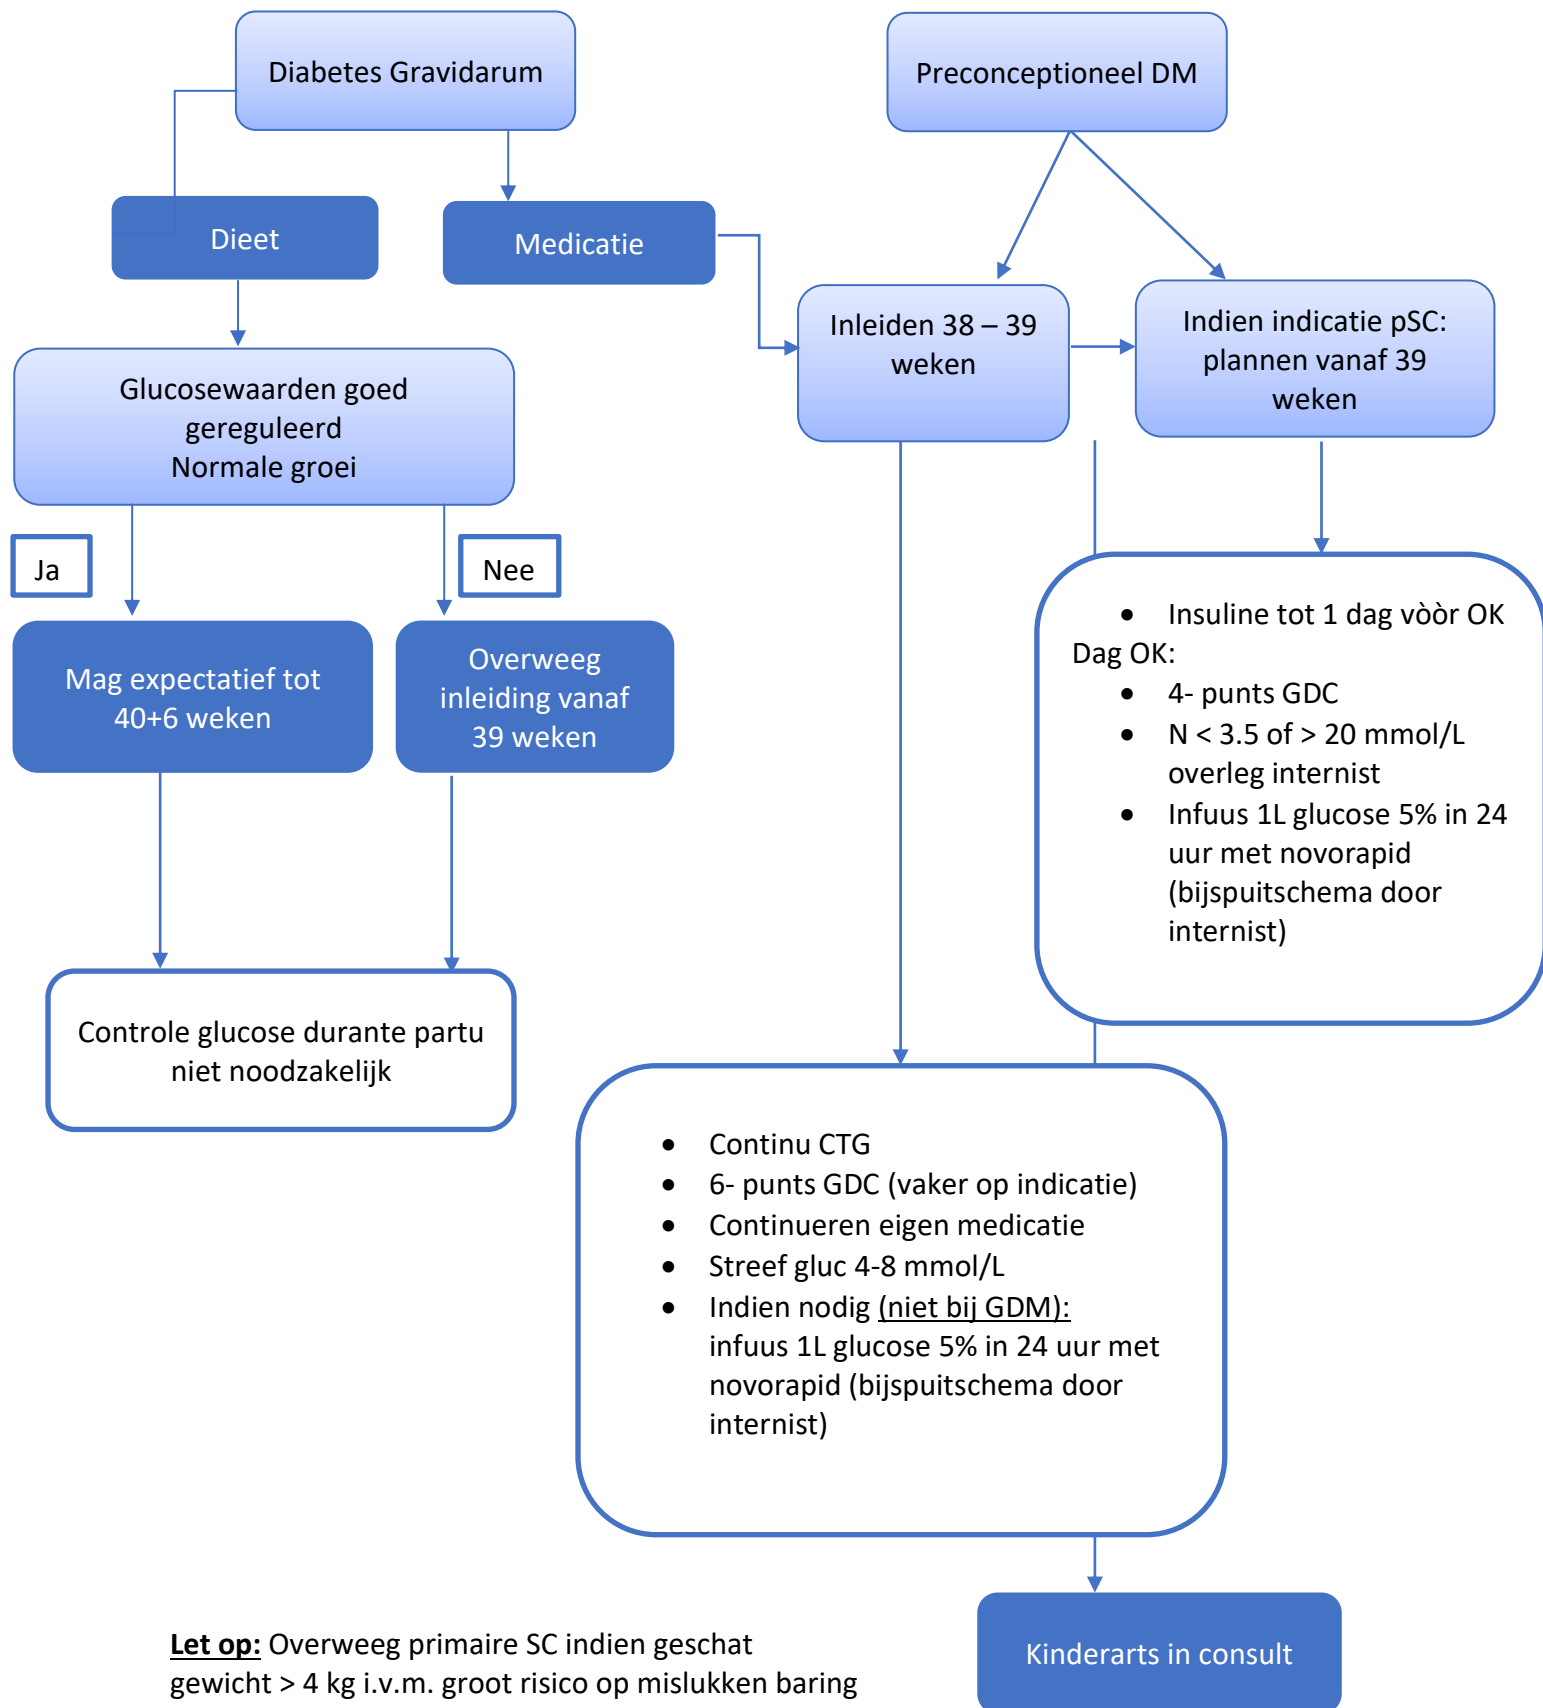 Diabetes Gravidarum
Preconceptioneel DM
Dieet
Medicatie
Inleiden 38 – 39
weken
Indien indicatie pSC:
plannen vanaf 39
weken
Glucosewaarden goed
gereguleerd
Normale groei
Ja
Nee
Mag expectatief tot
40+6 weken
Overweeg
inleiding vanaf
39 weken
• Insuline tot 1 dag vòòr OK
Dag OK:
• 4- punts GDC
• N < 3.5 of > 20 mmol/L
overleg internist
• Infuus 1L glucose 5% in 24
uur met novorapid
(bijspuitschema door
internist)
Controle glucose durante partu
niet noodzakelijk
• Continu CTG
• 6- punts GDC (vaker op indicatie)
• Continueren eigen medicatie
• Streef gluc 4-8 mmol/L
• Indien nodig (niet bij GDM):
infuus 1L glucose 5% in 24 uur met
novorapid (bijspuitschema door
internist)
Kinderarts in consult
Let op: Overweeg primaire SC indien geschat
gewicht > 4 kg i.v.m. groot risico op mislukken baring